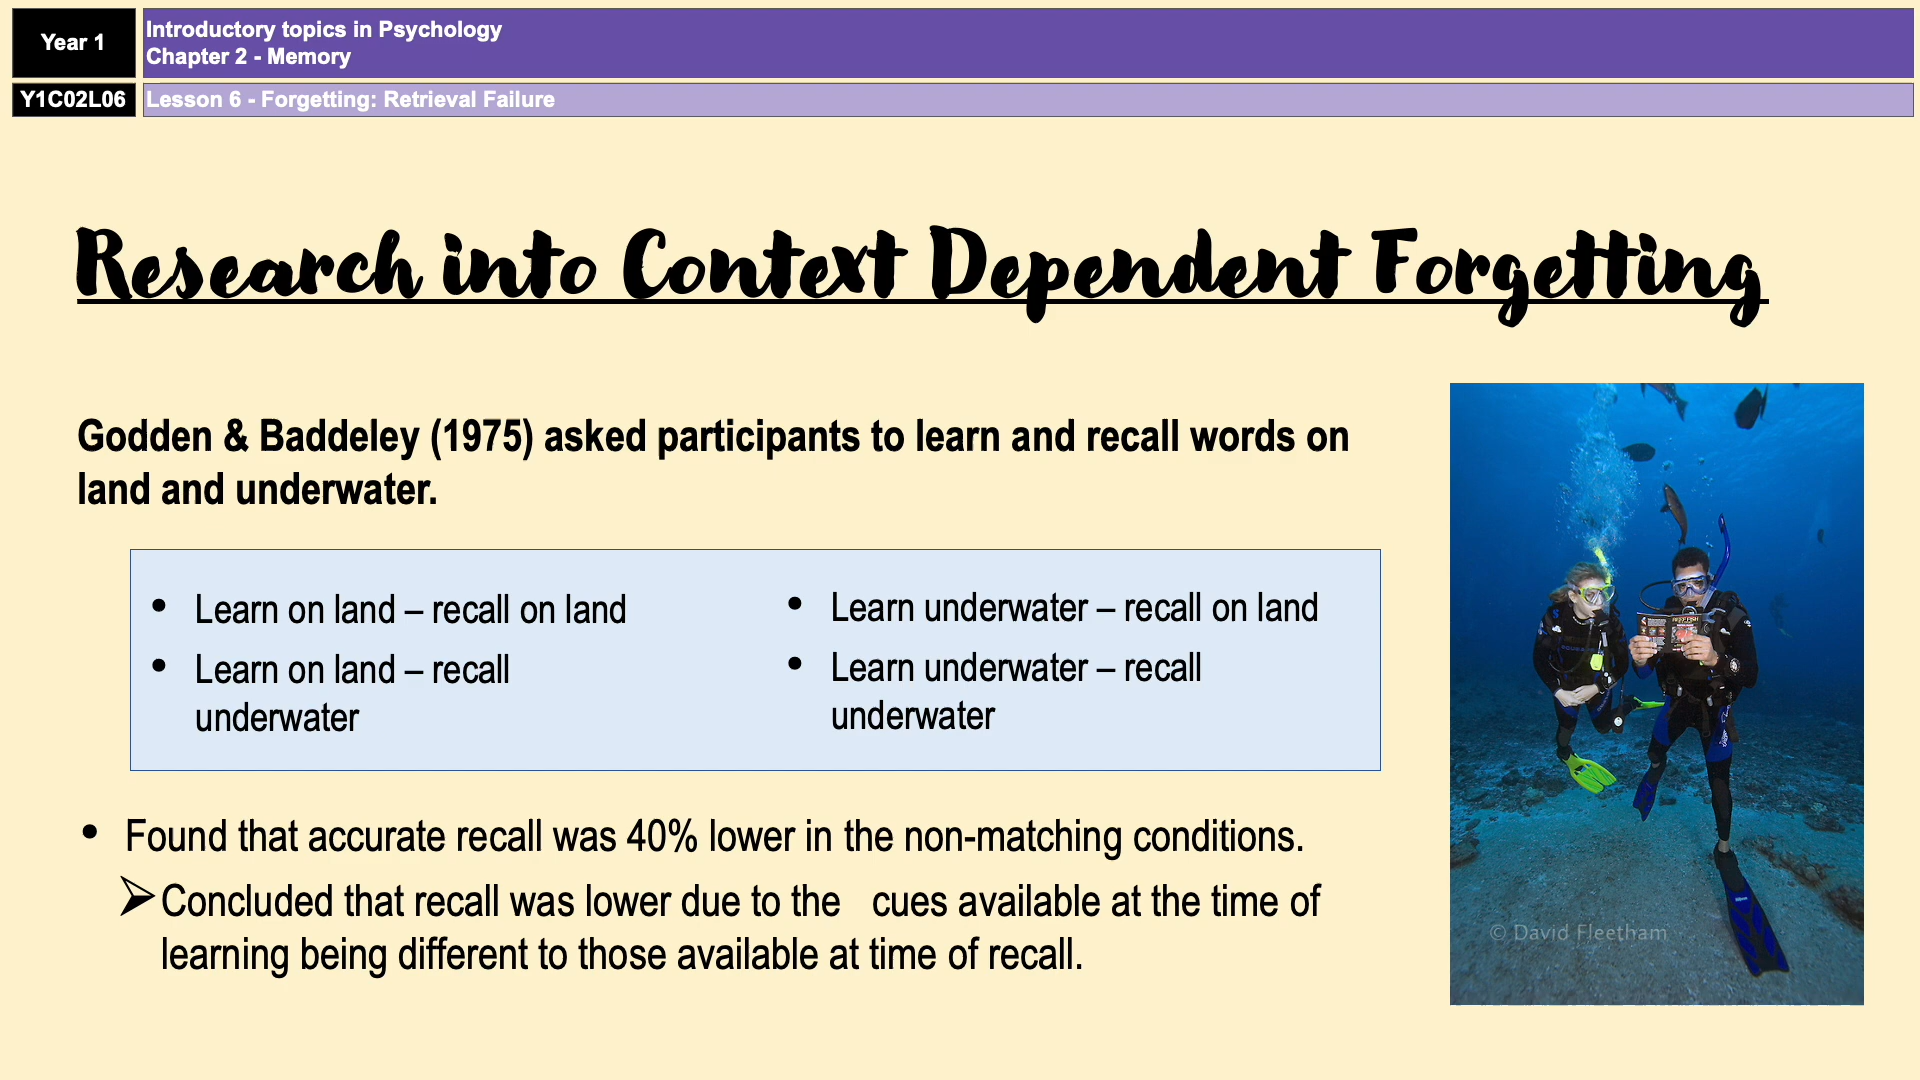 Year 1
Introductory topics in Psychology
Chapter 2 - Memory
Y1C02L06
Lesson 6 - Forgetting: Retrieval Failure
Research into Context Dependent Forgetting
Godden & Baddeley (1975) asked participants to learn and recall words on
land and underwater.
• Learn on land – recall on land
• Learn on land – recall
underwater
• Learn underwater – recall on land
• Learn underwater – recall
underwater
• Found that accurate recall was 40% lower in the non-matching conditions.
➢ Concluded that recall was lower due to the cues available at the time of
learning being different to those available at time of recall.
REEF FISH
© David Fleetham